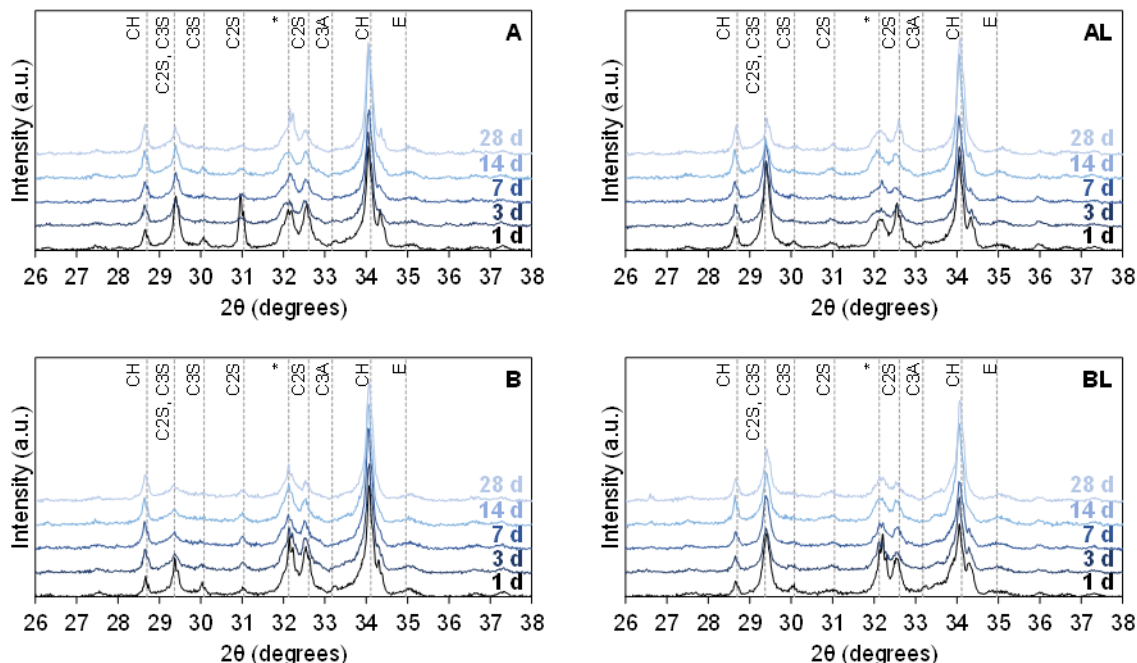 CH
C2S, C3S
C3S
C2S
*
C2S
C3A
CH
E
A
Intensity (a.u.)
28 d
14 d
7 d
3 d
1 d
26 27 28 29 30 31 32 33 34 35 36 37 38
2θ (degrees)
CH
C2S, C3S
C3S
C2S
*
C2S
C3A
CH
E
AL
Intensity (a.u.)
28 d
14 d
7 d
3 d
1 d
26 27 28 29 30 31 32 33 34 35 36 37 38
2θ (degrees)
CH
C2S, C3S
C3S
C2S
*
C2S
C3A
CH
E
B
Intensity (a.u.)
28 d
14 d
7 d
3 d
1 d
26 27 28 29 30 31 32 33 34 35 36 37 38
2θ (degrees)
CH
C2S, C3S
C3S
C2S
*
C2S
C3A
CH
E
BL
Intensity (a.u.)
28 d
14 d
7 d
3 d
1 d
26 27 28 29 30 31 32 33 34 35 36 37 38
2θ (degrees)